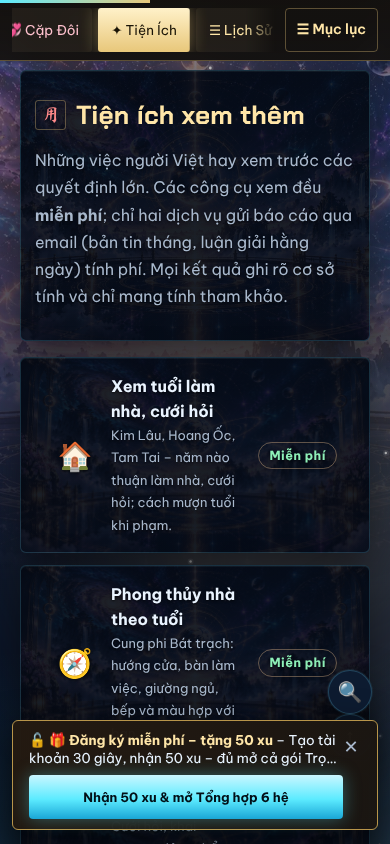 Cặp Đôi
✦ Tiện Ích
☰ Lịch Sử
☰ Mục lục
用 Tiện ích xem thêm
Những việc người Việt hay xem trước các
quyết định lớn. Các công cụ xem đều
miễn phí; chỉ hai dịch vụ gửi báo cáo qua
email (bản tin tháng, luận giải hằng
ngày) tính phí. Mọi kết quả ghi rõ cơ sở
tính và chỉ mang tính tham khảo.
Xem tuổi làm
nhà, cưới hỏi
Kim Lâu, Hoang Ốc,
Tam Tai – năm nào
thuận làm nhà, cưới
hỏi; cách mượn tuổi
khi phạm.
Miễn phí
Phong thủy nhà
theo tuổi
Cung phi Bát trạch:
hướng cửa, bàn làm
việc, giường ngủ,
bếp và màu hợp với
Miễn phí
🔓 🎁 Đăng ký miễn phí – tặng 50 xu – Tạo tài
khoản 30 giây, nhận 50 xu – đủ mở cả gói Trọ...
✕
Nhận 50 xu & mở Tổng hợp 6 hệ